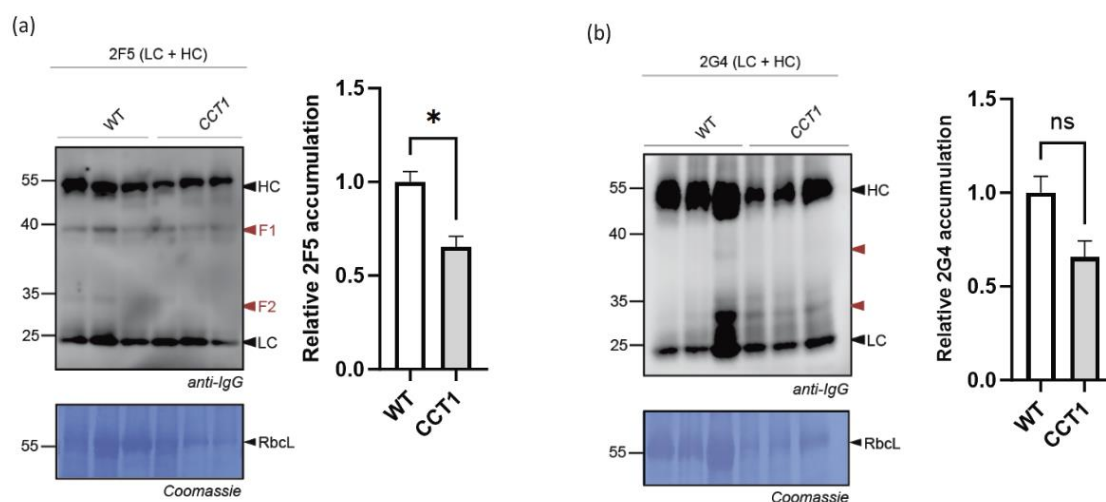 (a)
2F5 (LC + HC)
WT CCT1
55 HC
40 F1
35 F2
25 LC
anti-IgG
55 RbcL
Coomassie
Relative 2F5 accumulation
1.5
1.0
0.5
0.0
*
WT CCT1
(b)
2G4 (LC + HC)
WT CCT1
55 HC
40
35
25 LC
anti-IgG
55 RbcL
Coomassie
Relative 2G4 accumulation
1.5
1.0
0.5
0.0
ns
WT CCT1